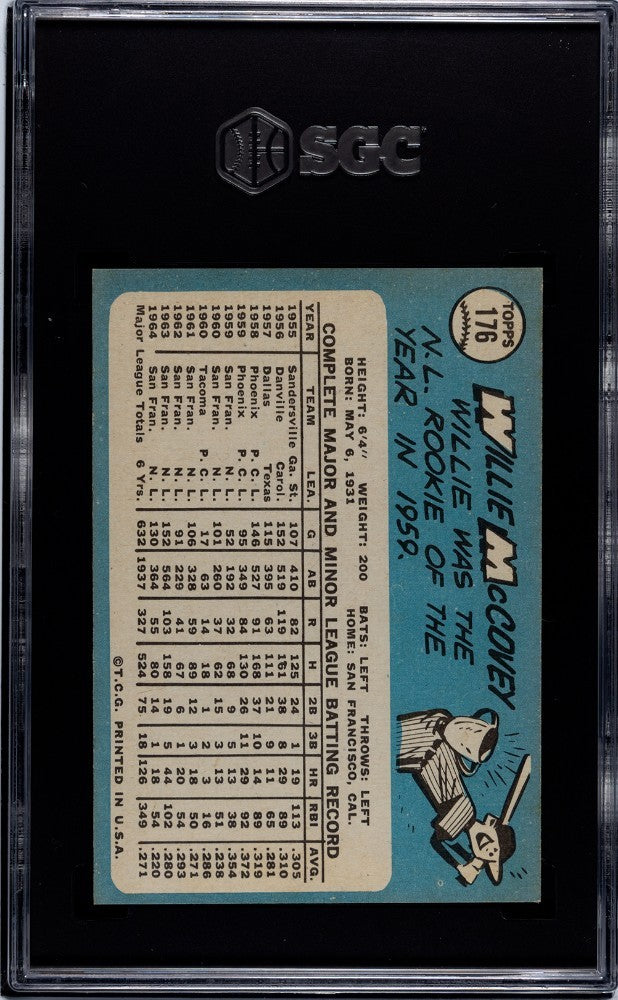 SGC
TOPPS
176
WILLIE McCOVEY
WILLIE WAS THE
N.L. ROOKIE OF THE
YEAR IN 1959.
HEIGHT: 6'4" WEIGHT: 200 BATS: LEFT THROWS: LEFT
BORN: MAY 6, 1931 HOME: SAN FRANCISCO, CAL.
COMPLETE MAJOR AND MINOR LEAGUE BATTING RECORD
YEAR TEAM LEA. G AB R H 2B 3B HR RBI AVG.
1955 Sandersville Ga. St. 107 410 82 125 24 1 19 113 .305
1956 Danville Carol. 152 519 119 161 38 8 29 89 .310
1957 Dallas Texas 115 395 63 111 21 9 11 65 .281
1958 Phoenix P. C. L. 146 527 91 168 37 10 14 89 .319
1959 Phoenix P. C. L. 95 349 84 130 26 11 29 92 .372
1959 San Fran. N. L. 52 192 32 68 9 5 13 38 .354
1960 San Fran. N. L. 101 260 37 62 15 3 13 51 .238
1960 Tacoma P. C. L. 17 63 14 18 1 2 3 16 .286
1961 San Fran. N. L. 106 328 59 89 12 3 18 50 .271
1962 San Fran. N. L. 91 229 41 67 6 1 20 54 .293
1963 San Fran. N. L. 152 564 103 158 19 5 44 102 .280
1964 San Fran. N. L. 139 364 55 80 14 1 18 54 .220
Major League Totals 6 Yrs. 632 1937 327 524 75 18 126 349 .271
©T.C.G. PRINTED IN U.S.A.